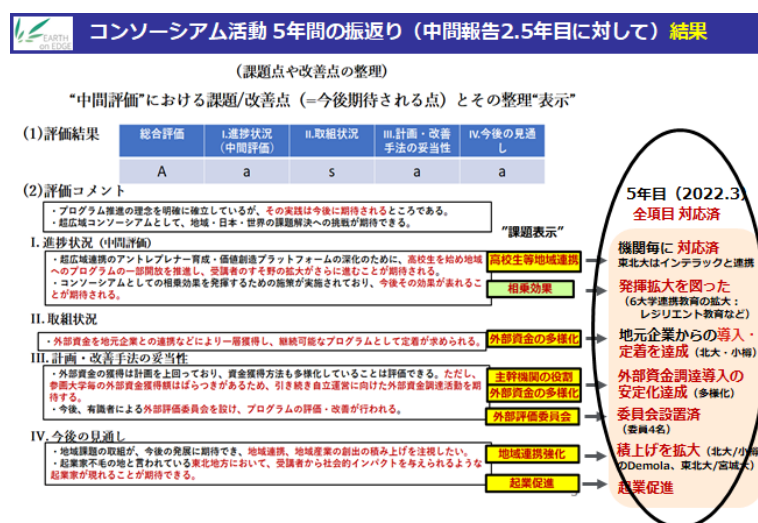 EARTH
on EDGE
コンソーシアム活動 5年間の振返り（中間報告2.5年目に対して）結果
（課題点や改善点の整理）
“中間評価”における課題/改善点（=今後期待される点）とその整理“表示”
(1)評価結果
総合評価 I.進捗状況（中間評価） II.取組状況 III.計画・改善手法の妥当性 IV.今後の見通し
A a s a a
(2)評価コメント
・プログラム推進の理念を明確に確立しているが、その実践は今後に期待されるところである。
・超広域コンソーシアムとして、地域・日本・世界の課題解決への挑戦が期待できる。
I. 進捗状況（中間評価）
・超広域連携のアントレプレナー育成・価値創造プラットフォームの深化のために、高校生を始め地域
へのプログラムの一部開放を推進し、受講者のすそ野の拡大がさらに進むことが期待される。
・コンソーシアムとしての相乗効果を発揮するための施策が実施されており、今後その効果が表れるこ
とが期待される。
II. 取組状況
・外部資金を地元企業との連携などにより一層獲得し、継続可能なプログラムとして定着が求められる。
III. 計画・改善手法の妥当性
・外部資金の獲得は計画を上回っており、資金獲得方法も多様化していることは評価できる。ただし、
参画大学毎の外部資金獲得額はばらつきがあるため、引き続き自立運営に向けた外部資金調達活動を期
待する。
・今後、有識者による外部評価委員会を設け、プログラムの評価・改善が行われる。
IV. 今後の見通し
・地域課題の取組が、今後の発展に期待でき、地域連携、地域産業の創出の積み上げを注視したい。
・起業家不毛の地と言われている東北地方において、受講者から社会的インパクトを与えられるような
起業家が現れることが期待できる。
“課題表示”
高校生等地域連携
相乗効果
外部資金の多様化
主幹機関の役割
外部資金の多様化
外部評価委員会
地域連携強化
起業促進
5年目（2022.3）
全項目 対応済
機関毎に 対応済
東北大はインテラックと連携
発揮拡大を図った
（6大学連携教育の拡大：
レジリエント教育など）
地元企業からの導入・
定着を達成（北大・小樽）
外部資金調達導入の
安定化達成（多様化）
委員会設置済
（委員4名）
積上げを拡大（北大/小樽
のDemola、東北大/宮城大）
起業促進